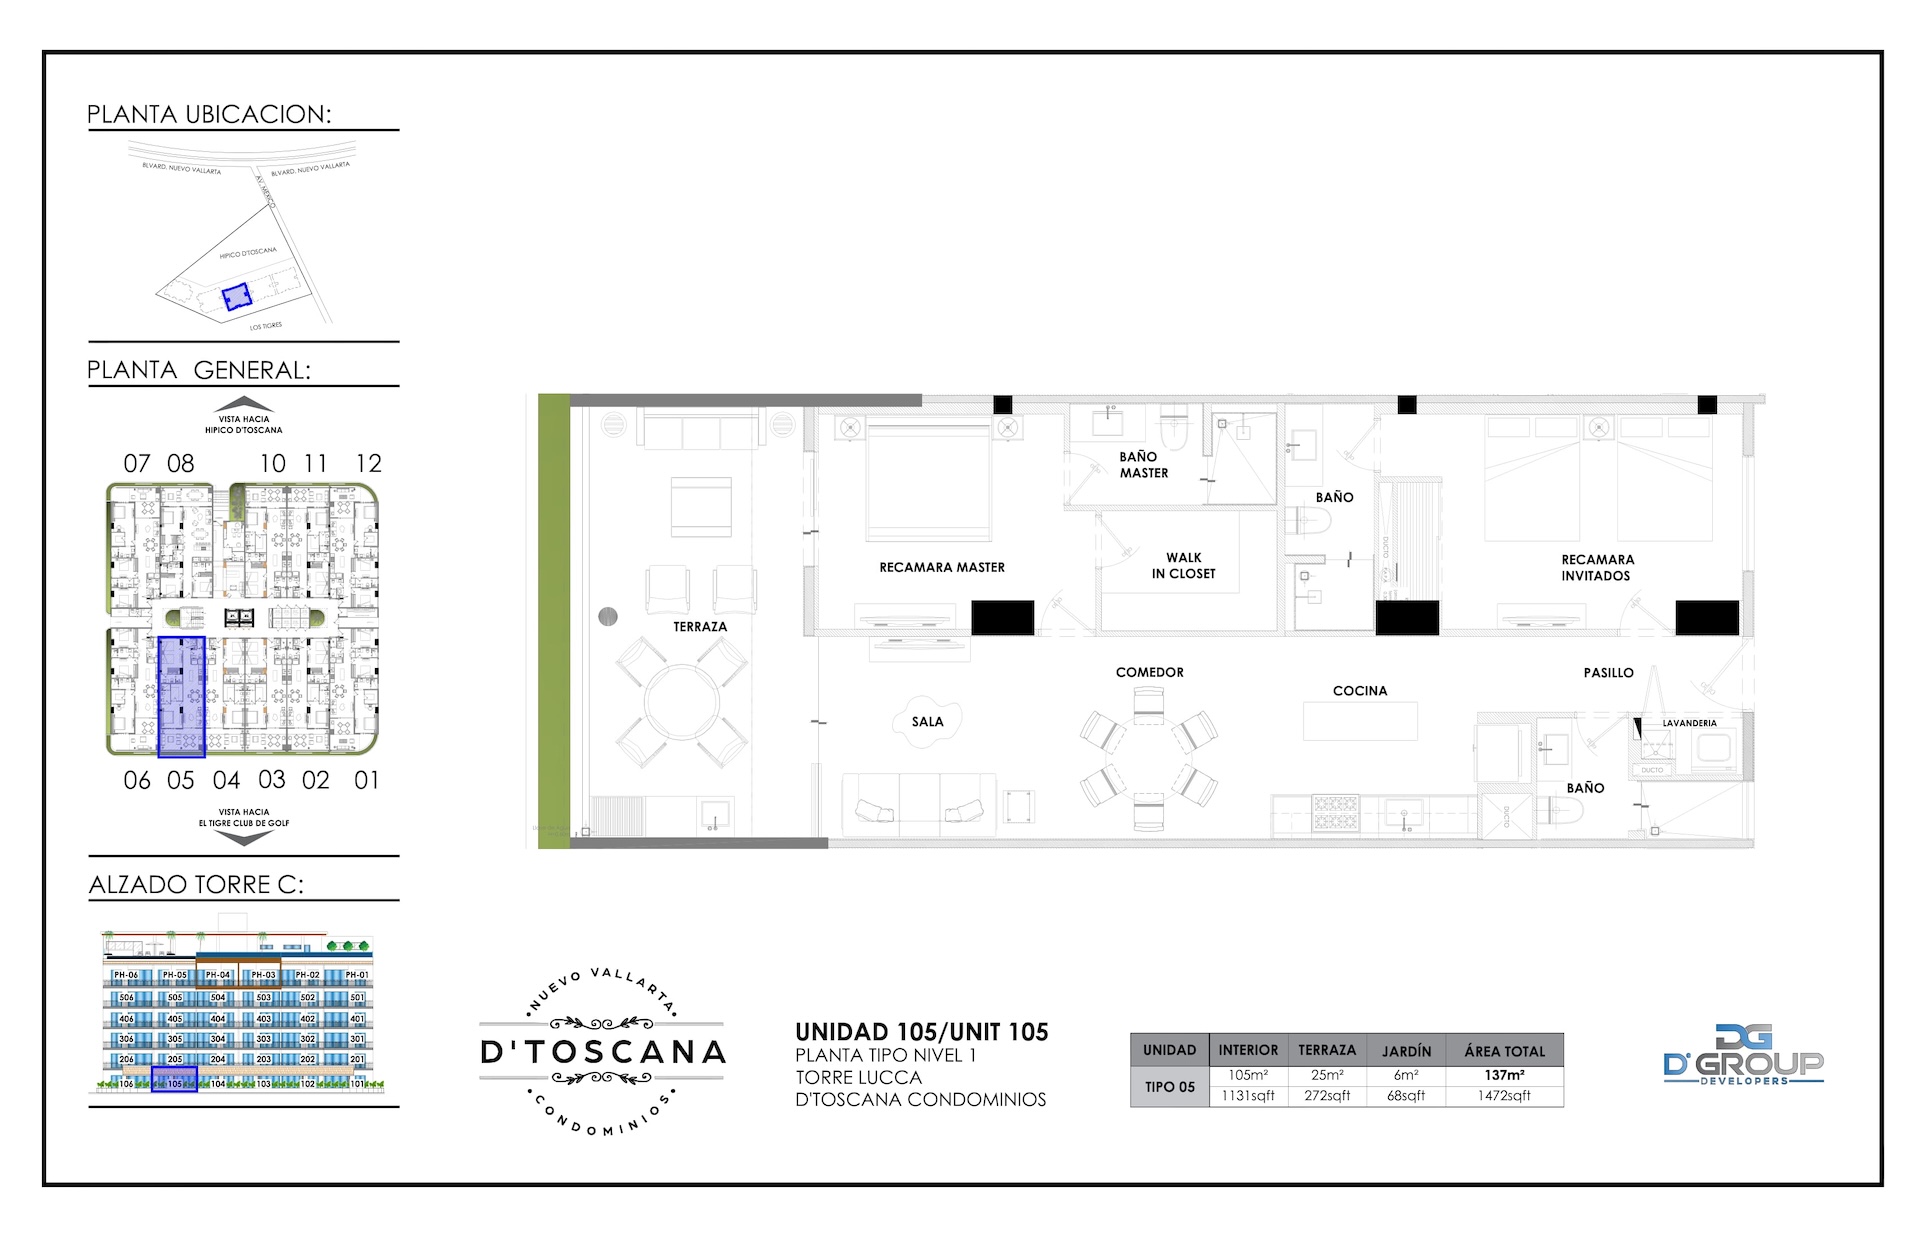 PLANTA UBICACION:
BLVARD. NUEVO VALLARTA
BLVARD. NUEVO VALLARTA
AV. MEXICO
HIPICO D'TOSCANA
LOS TIGRES
PLANTA GENERAL:
VISTA HACIA
HIPICO D'TOSCANA
07 08 10 11 12
06 05 04 03 02 01
VISTA HACIA
EL TIGRE CLUB DE GOLF
ALZADO TORRE C:
PH-06 PH-05 PH-04 PH-03 PH-02 PH-01
506 505 504 503 502 501
406 405 404 403 402 401
306 305 304 303 302 301
206 205 204 203 202 201
106 105 104 103 102 101
BAÑO
MASTER
BAÑO
RECAMARA MASTER
WALK
IN CLOSET
DUCTO
RECAMARA
INVITADOS
TERRAZA
COMEDOR
COCINA
PASILLO
SALA
LAVANDERIA
DUCTO
BAÑO
DUCTO
NUEVO VALLARTA
D'TOSCANA
CONDOMINIOS
UNIDAD 105/UNIT 105
PLANTA TIPO NIVEL 1
TORRE LUCCA
D'TOSCANA CONDOMINIOS
UNIDAD INTERIOR TERRAZA JARDÍN ÁREA TOTAL
TIPO 05 105m² 25m² 6m² 137m²
1131sqft 272sqft 68sqft 1472sqft
DG
D'GROUP
DEVELOPERS